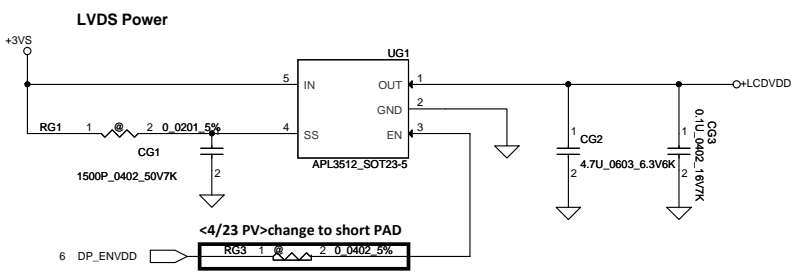 LVDS Power
+3VS
UG1
5 IN OUT 1
+LCDVDD
GND 2
RG1 1 @ 2 0_0201_5% 4 SS EN 3
CG1
1500P_0402_50V7K
2
APL3512_SOT23-5
1 CG2
4.7U_0603_6.3V6K
2
1 CG3
0.1U_0402_16V7K
2
<4/23 PV>change to short PAD
6 DP_ENVDD RG3 1 @ 2 0_0402_5%